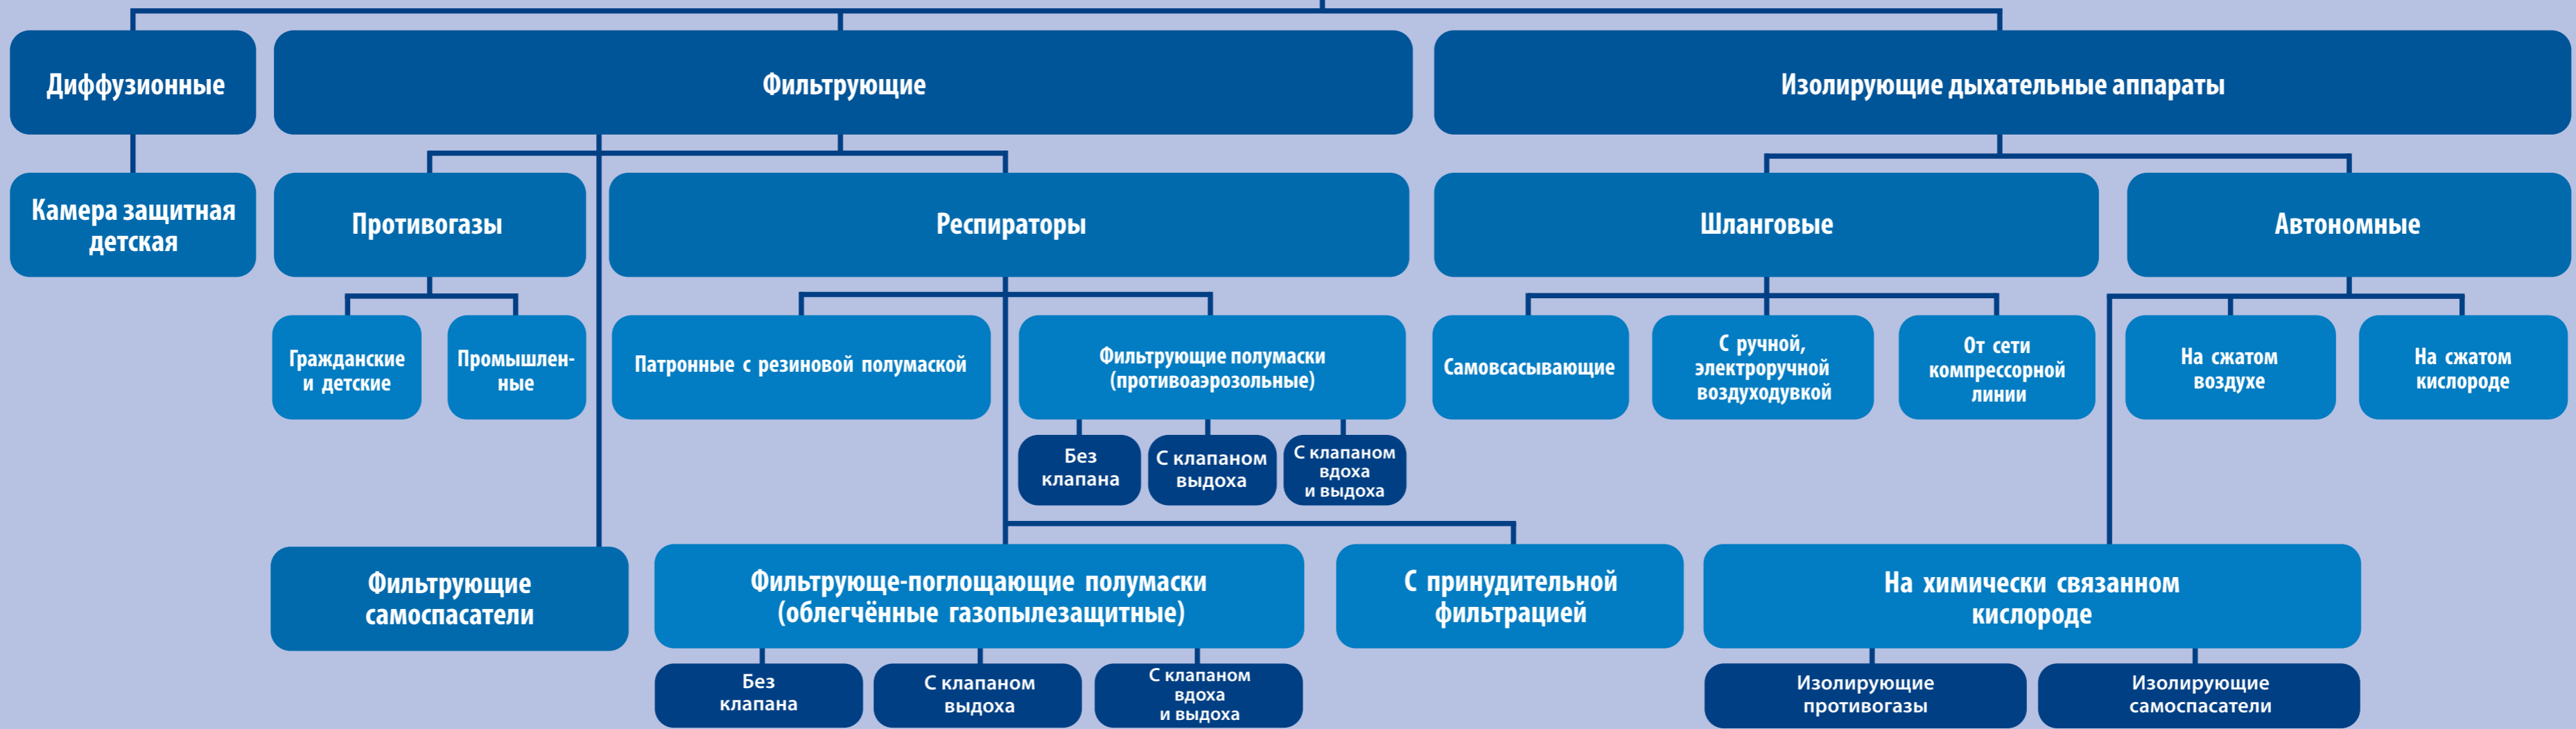 Диффузионные
Фильтрующие
Изолирующие дыхательные аппараты
Камера защитная
детская
Противогазы
Респираторы
Шланговые
Автономные
Гражданские
и детские
Промышлен-
ные
Патронные с резиновой полумаской
Фильтрующие полумаски
(противоаэрозольные)
Самовсасывающие
С ручной,
электроручной
воздуходувкой
От сети
компрессорной
линии
На сжатом
воздухе
На сжатом
кислороде
Без
клапана
С клапаном
выдоха
С клапаном
вдоха
и выдоха
Фильтрующие
самоспасатели
Фильтрующе-поглощающие полумаски
(облегчённые газопылезащитные)
С принудительной
фильтрацией
На химически связанном
кислороде
Без
клапана
С клапаном
выдоха
С клапаном
вдоха
и выдоха
Изолирующие
противогазы
Изолирующие
самоспасатели